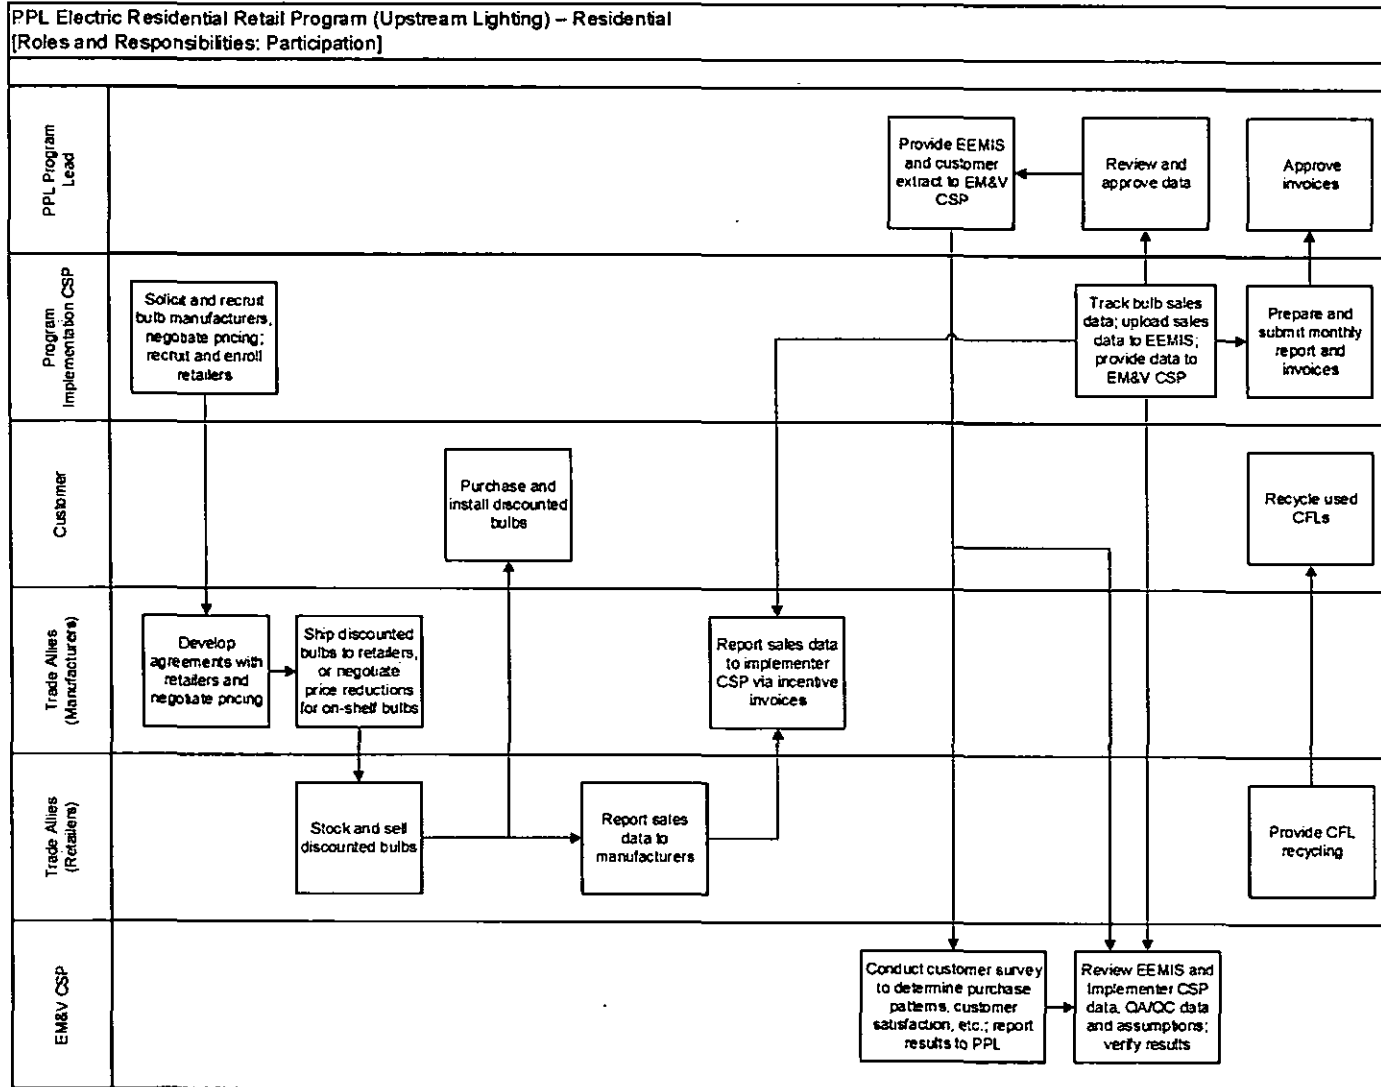 PPL Electric Residential Retail Program (Upstream Lighting) – Residential
[Roles and Responsibilities: Participation]
PPL Program
Lead
Provide EEMIS
and customer
extract to EM&V
CSP
Review and
approve data
Approve
invoices
Program
Implementation CSP
Solicit and recruit
bulb manufacturers,
negotiate pricing;
recruit and enroll
retailers
Track bulb sales
data; upload sales
data to EEMIS;
provide data to
EM&V CSP
Prepare and
submit monthly
report and
invoices
Customer
Purchase and
install discounted
bulbs
Recycle used
CFLs
Trade Allies
(Manufacturers)
Develop
agreements with
retailers and
negotiate pricing
Ship discounted
bulbs to retailers,
or negotiate
price reductions
for on-shelf bulbs
Report sales data
to implementer
CSP via incentive
invoices
Trade Allies
(Retailers)
Stock and sell
discounted bulbs
Report sales
data to
manufacturers
Provide CFL
recycling
EM&V CSP
Conduct customer survey
to determine purchase
patterns, customer
satisfaction, etc.; report
results to PPL
Review EEMIS and
Implementer CSP
data, QA/QC data
and assumptions;
verify results